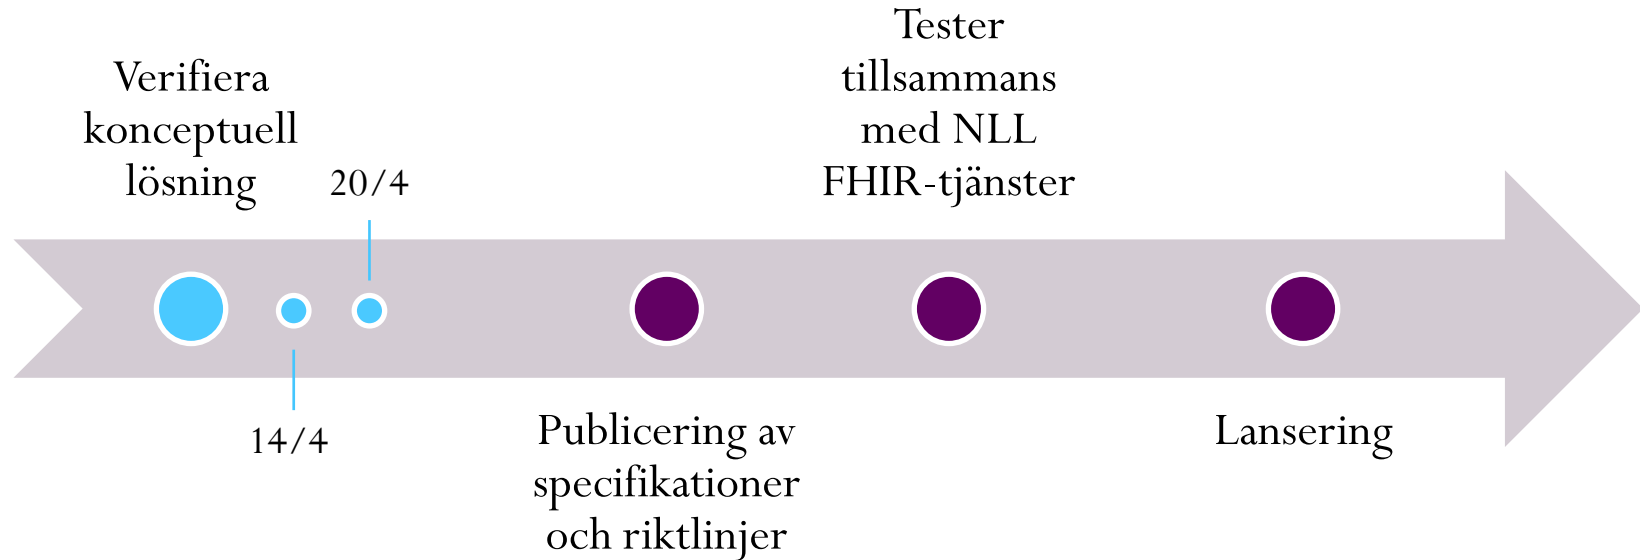 Verifiera
konceptuell
lösning
14/4
20/4
Publicering av
specifikationer
och riktlinjer
Tester
tillsammans
med NLL
FHIR-tjänster
Lansering